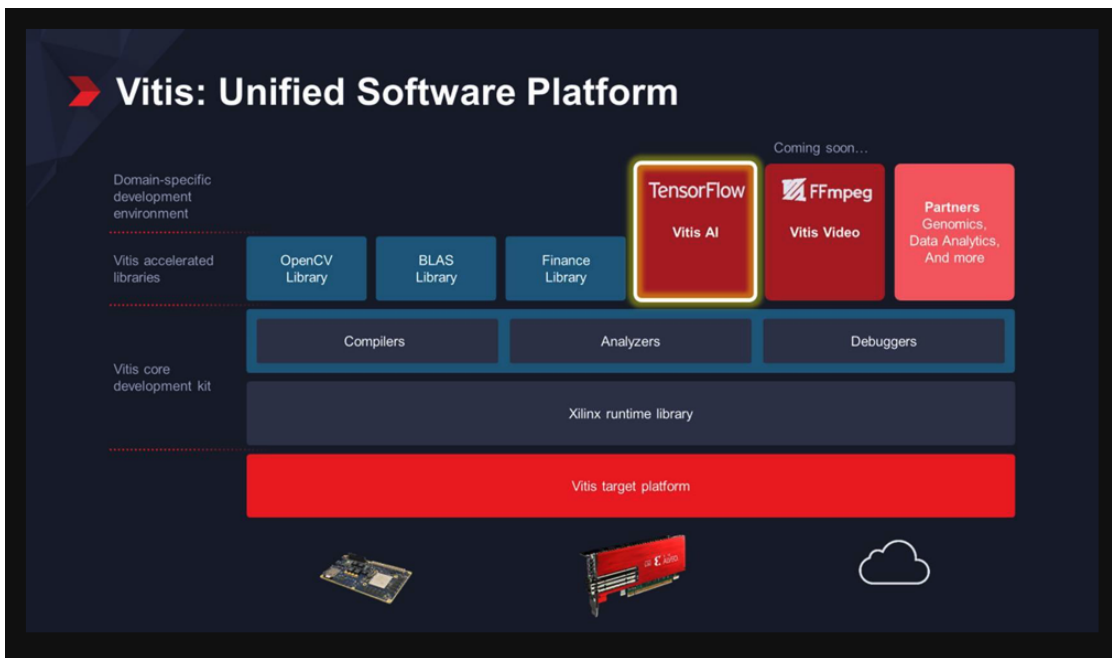 Vitis: Unified Software Platform
Coming soon...
Domain-specific
development
environment
TensorFlow
Vitis AI
FFmpeg
Vitis Video
Partners
Genomics,
Data Analytics,
And more
Vitis accelerated
libraries
OpenCV
Library
BLAS
Library
Finance
Library
Vitis core
development kit
Compilers
Analyzers
Debuggers
Xilinx runtime library
Vitis target platform